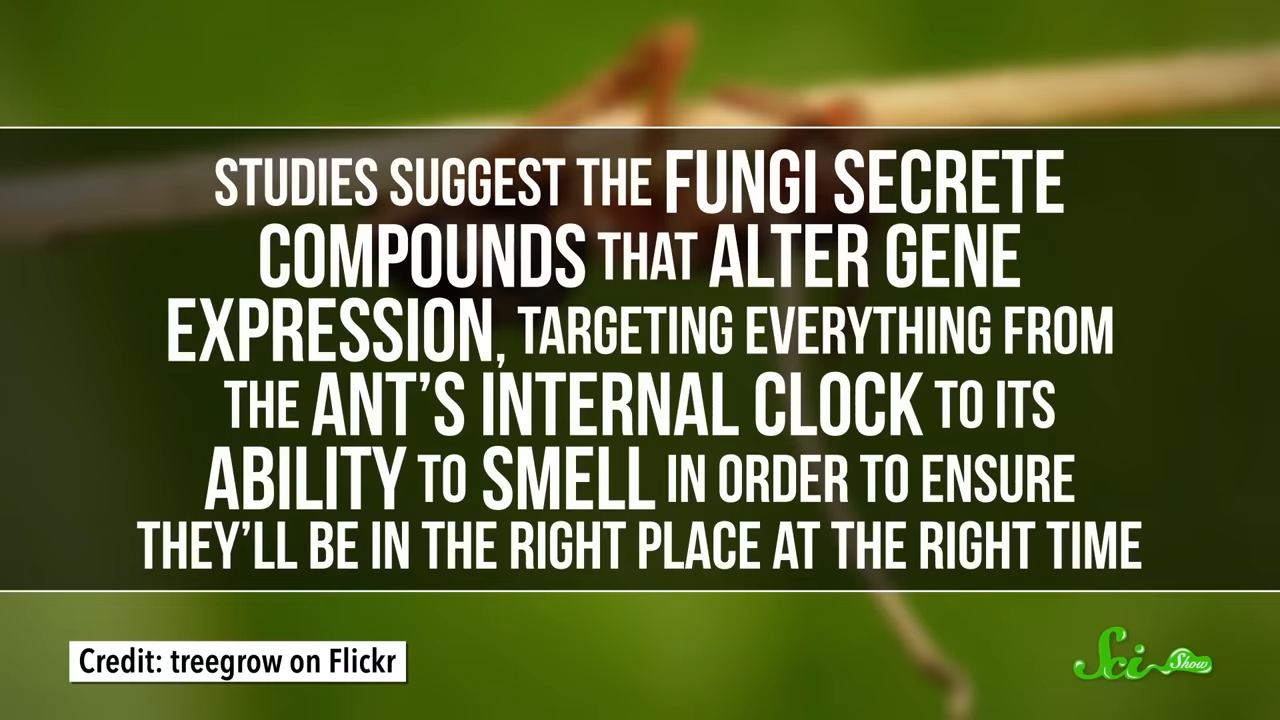 STUDIES SUGGEST THE FUNGI SECRETE
COMPOUNDS THAT ALTER GENE
EXPRESSION, TARGETING EVERYTHING FROM
THE ANT'S INTERNAL CLOCK TO ITS
ABILITY TO SMELL IN ORDER TO ENSURE
THEY'LL BE IN THE RIGHT PLACE AT THE RIGHT TIME
Credit: treegrow on Flickr
Sci Show